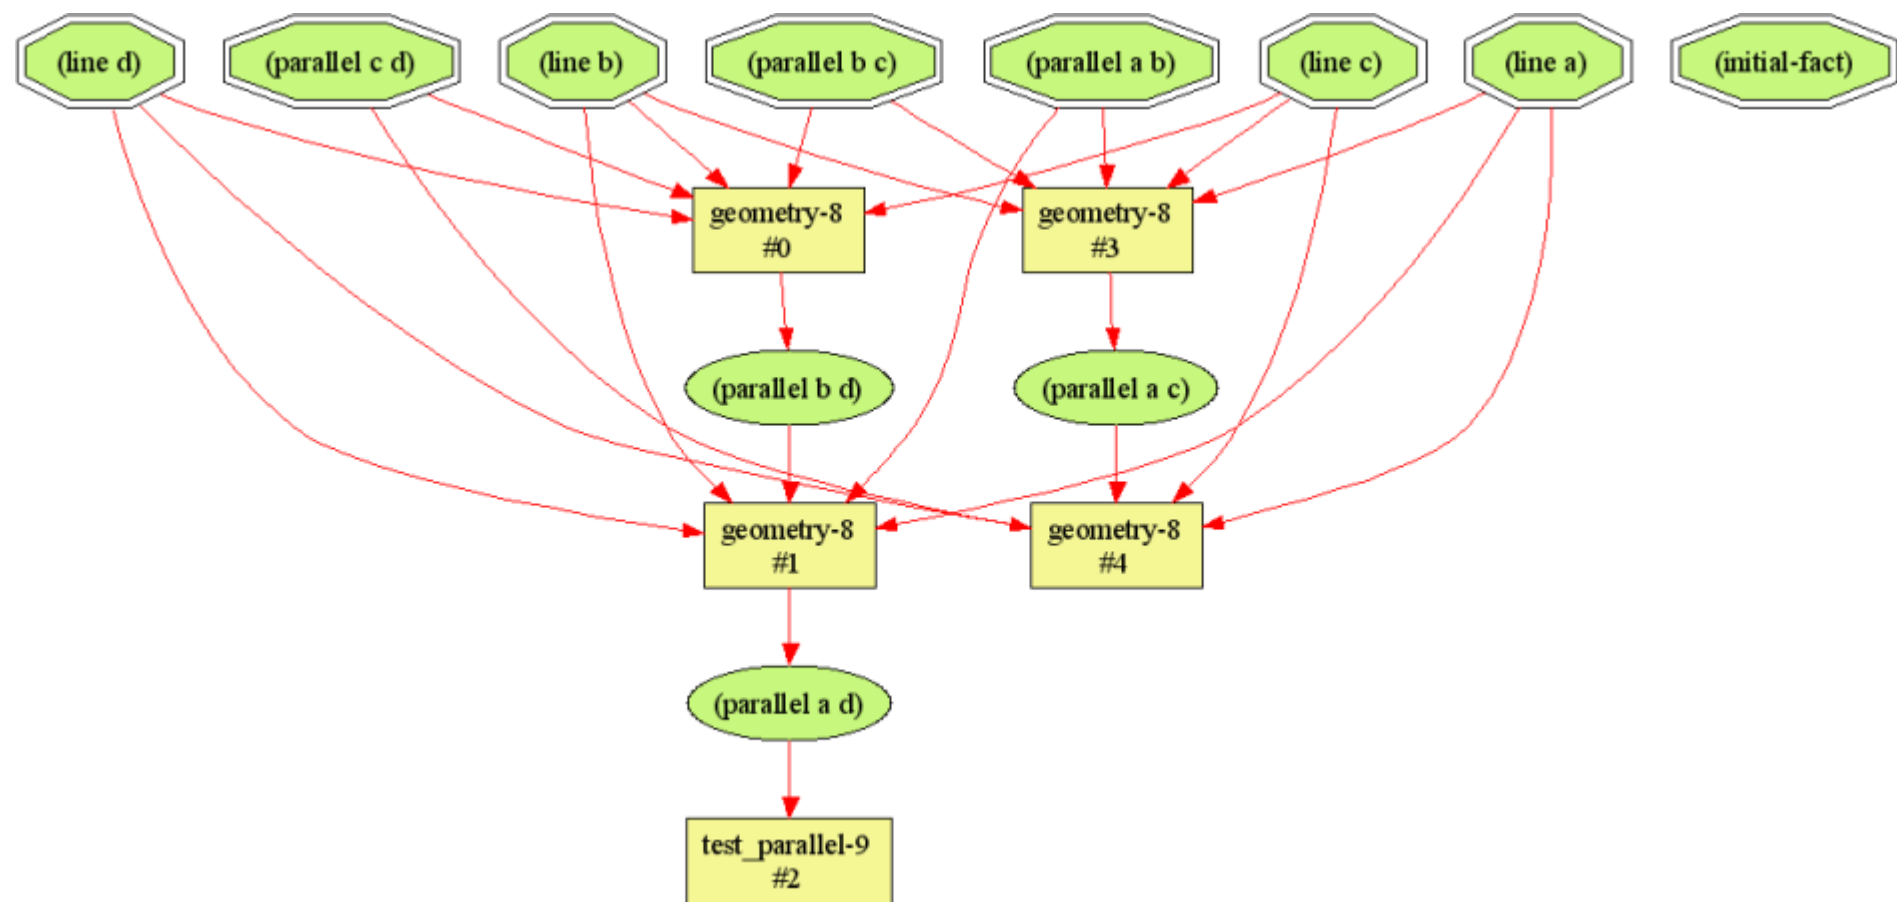 (line d)
(parallel c d)
(line b)
(parallel b c)
(parallel a b)
(line c)
(line a)
(initial-fact)
geometry-8
#0
geometry-8
#3
(parallel b d)
(parallel a c)
geometry-8
#1
geometry-8
#4
(parallel a d)
test_parallel-9
#2